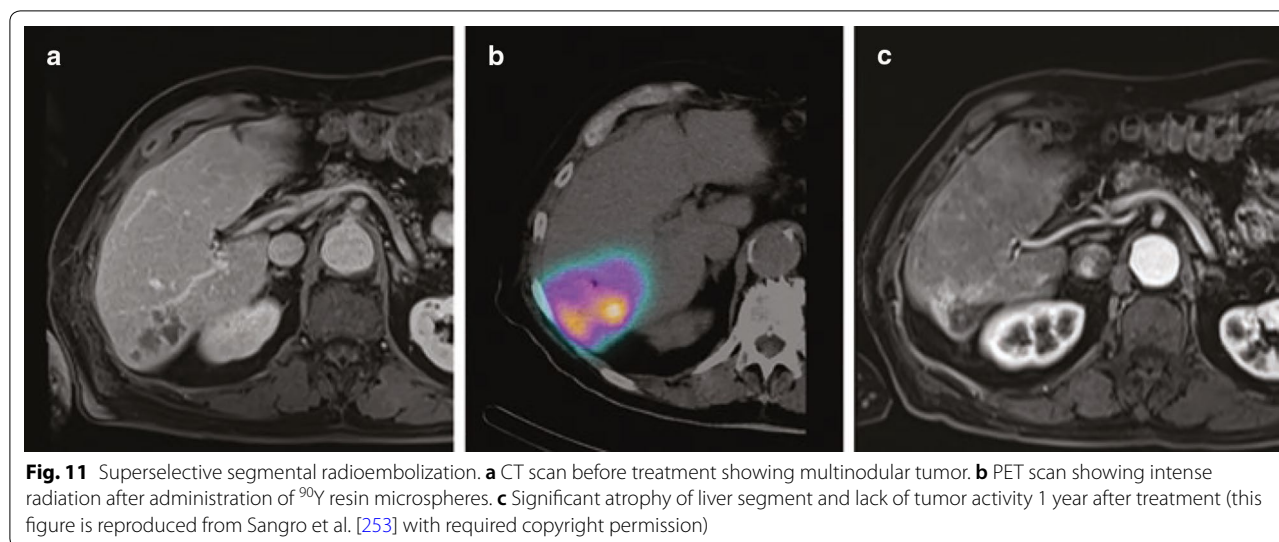 a
b
c
Fig. 11 Superselective segmental radioembolization. a CT scan before treatment showing multinodular tumor. b PET scan showing intense
radiation after administration of ⁹⁰Y resin microspheres. c Significant atrophy of liver segment and lack of tumor activity 1 year after treatment (this
figure is reproduced from Sangro et al. [253] with required copyright permission)